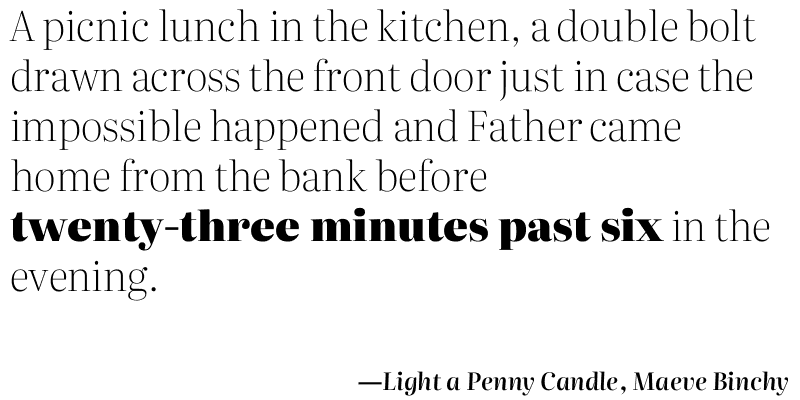 A picnic lunch in the kitchen, a double bolt
drawn across the front door just in case the
impossible happened and Father came
home from the bank before
twenty-three minutes past six in the
evening.
—Light a Penny Candle, Maeve Binchy